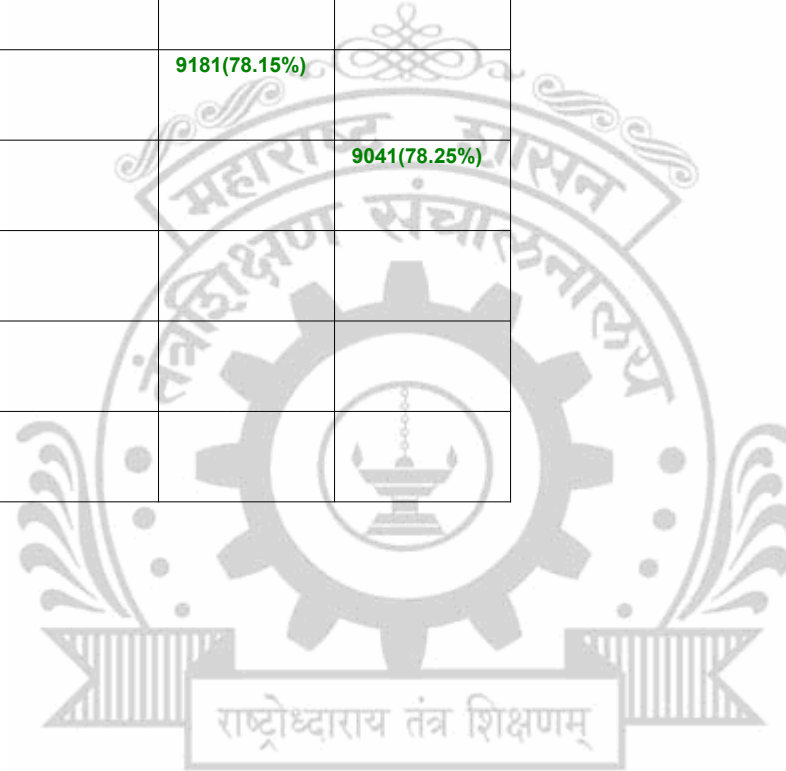 9181(78.15%)
9041(78.25%)
महाराष्ट्र शासन
तंत्रशिक्षण संचालनालय
राष्ट्रोध्दाराय तंत्र शिक्षणम्